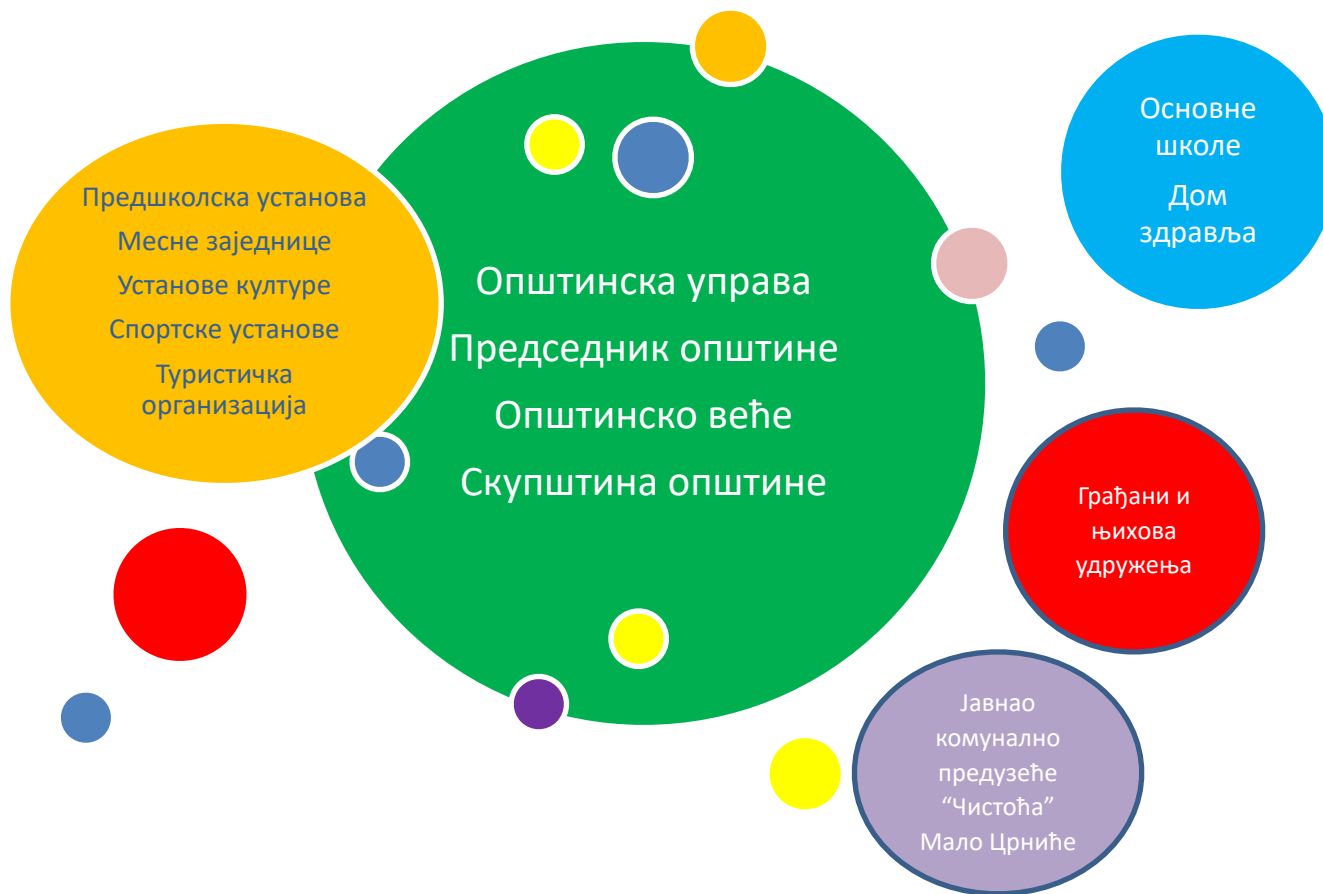 Предшколска установа
Месне заједнице
Установе културе
Спортске установе
Туристичка
организација
Општинска управа
Председник општине
Општинско веће
Скупштина општине
Основне
школе
Дом
здравља
Грађани и
њихова
удружења
Јавнао
комунално
предузеће
“Чистоћа”
Мало Црниће